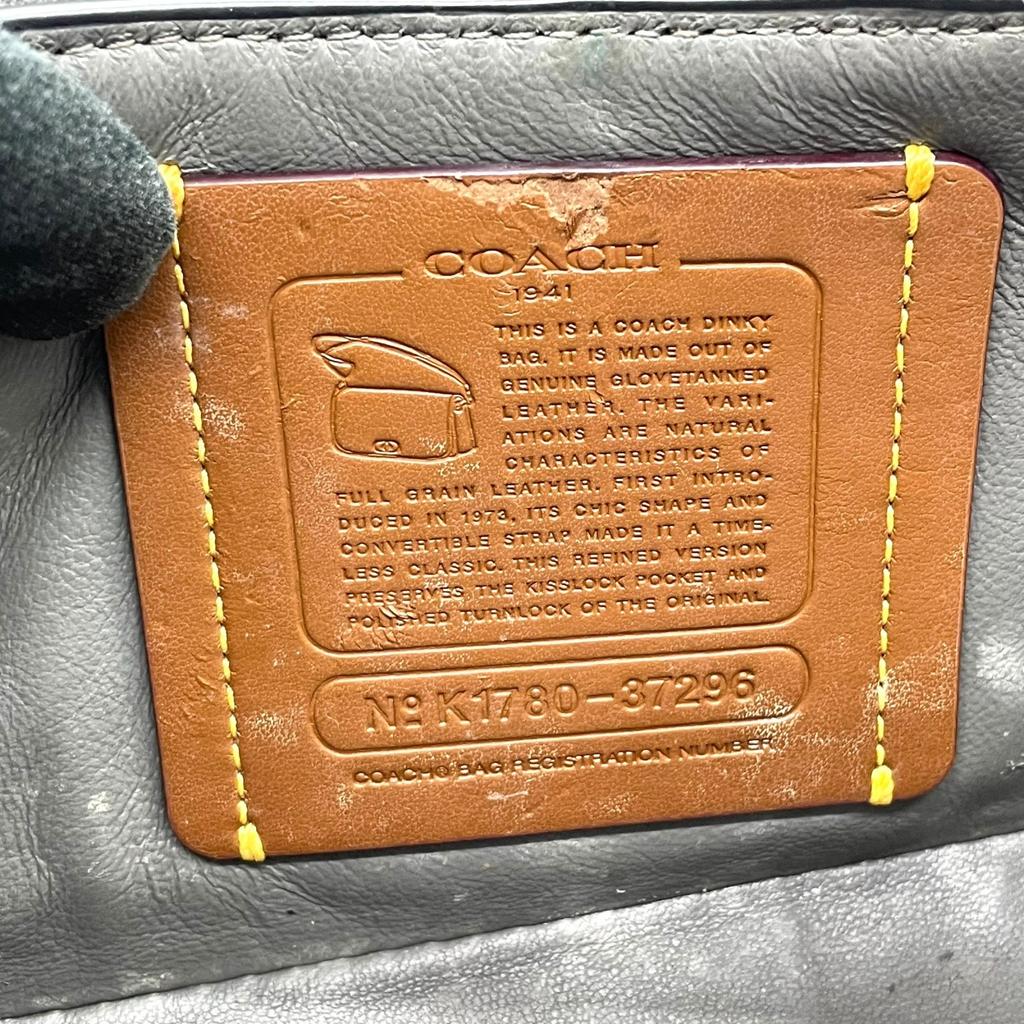 COACH
1941
THIS IS A COACH DINKY
BAG. IT IS MADE OUT OF
GENUINE GLOVETANNED
LEATHER. THE VARI-
ATIONS ARE NATURAL
CHARACTERISTICS OF
FULL GRAIN LEATHER. FIRST INTRO-
DUCED IN 1973, ITS CHIC SHAPE AND
CONVERTIBLE STRAP MADE IT A TIME-
LESS CLASSIC. THIS REFINED VERSION
PRESERVES THE KISSLOCK POCKET AND
POLISHED TURNLOCK OF THE ORIGINAL.
Nº K1780-37296
COACH® BAG REGISTRATION NUMBER